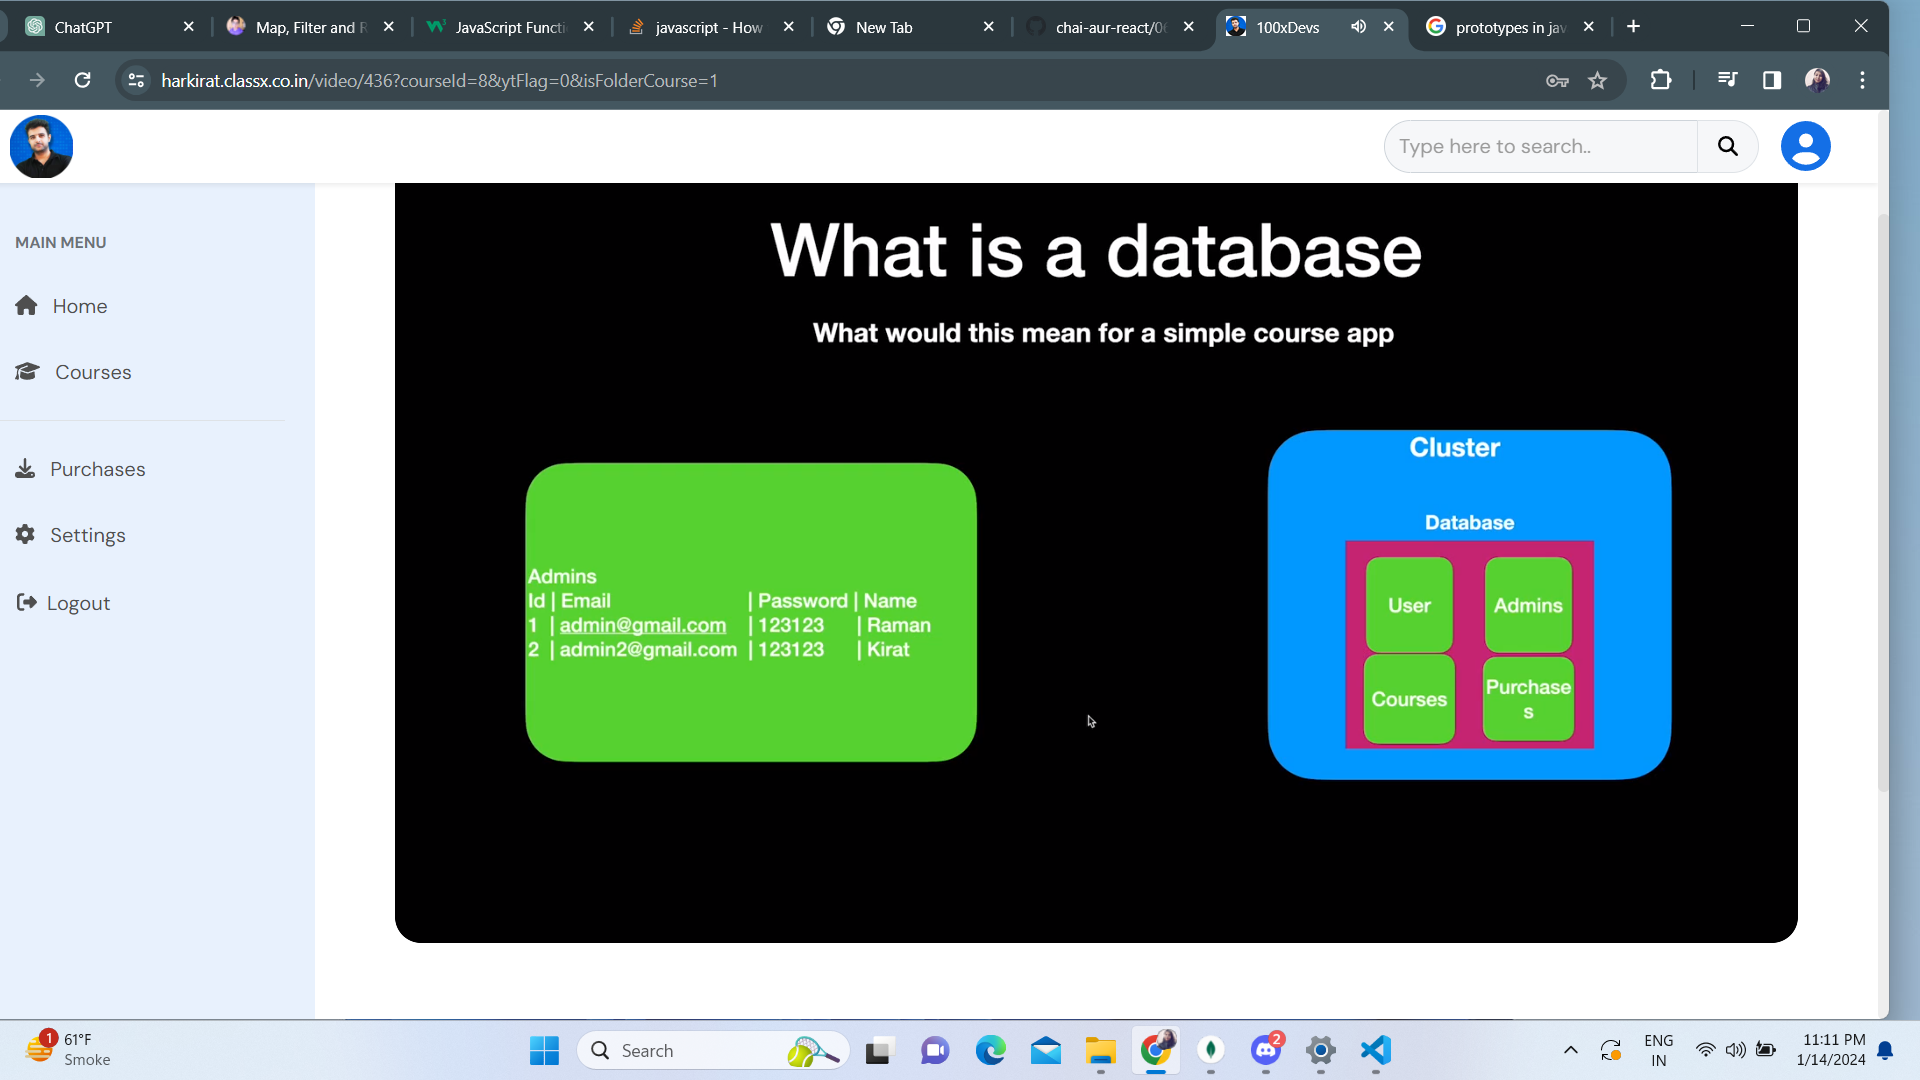 ChatGPT
Map, Filter and R
JavaScript Functi
javascript - How
New Tab
chai-aur-react/06
100xDevs
prototypes in jav
harkirat.classx.co.in/video/436?courseId=8&ytFlag=0&isFolderCourse=1
Type here to search..
MAIN MENU
Home
Courses
Purchases
Settings
Logout
What is a database
What would this mean for a simple course app
Admins
Id | Email | Password | Name
1 | admin@gmail.com | 123123 | Raman
2 | admin2@gmail.com | 123123 | Kirat
Cluster
Database
User
Admins
Courses
Purchase
s
1
61°F
Smoke
Search
2
ENG
IN
11:11 PM
1/14/2024